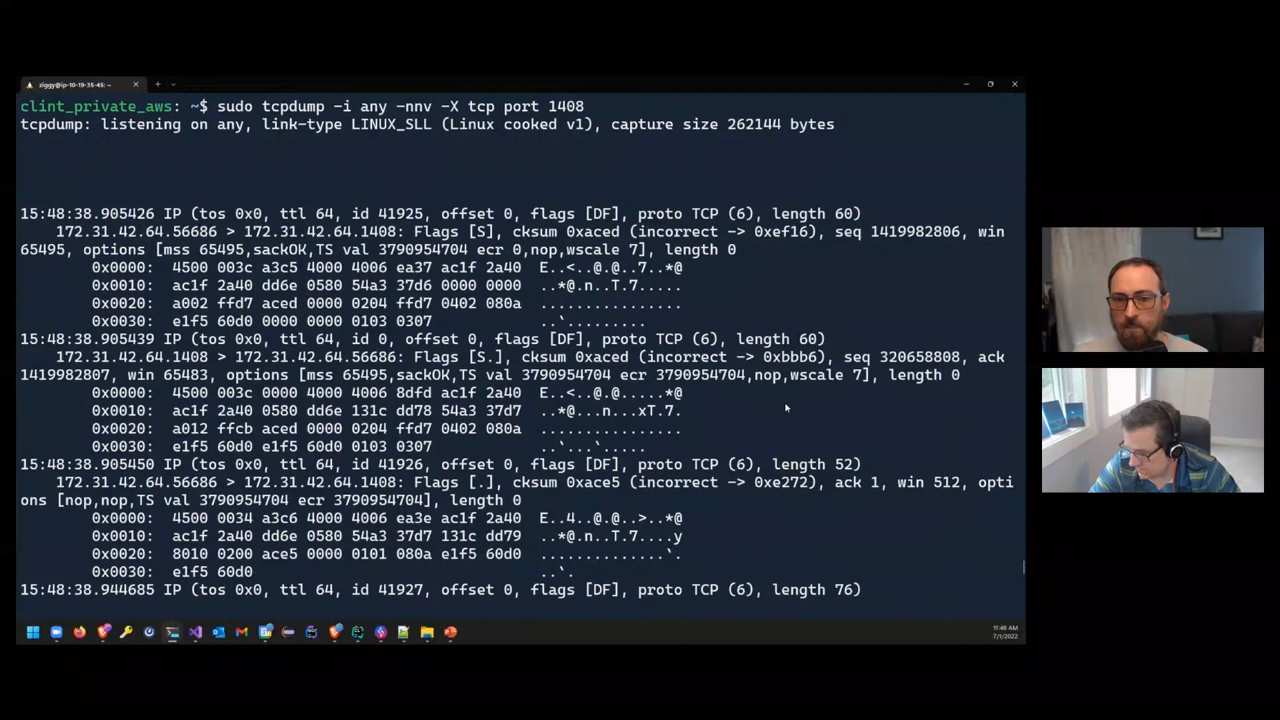 ziggy@ip-10-19-35-45: ~
clint_private_aws: ~$ sudo tcpdump -i any -nnv -X tcp port 1408
tcpdump: listening on any, link-type LINUX_SLL (Linux cooked v1), capture size 262144 bytes
15:48:38.905426 IP (tos 0x0, ttl 64, id 41925, offset 0, flags [DF], proto TCP (6), length 60)
172.31.42.64.56686 > 172.31.42.64.1408: Flags [S], cksum 0xaced (incorrect -> 0xef16), seq 1419982806, win
65495, options [mss 65495,sackOK,TS val 3790954704 ecr 0,nop,wscale 7], length 0
0x0000: 4500 003c a3c5 4000 4006 ea37 ac1f 2a40 E..<..@.@..7..*@
0x0010: ac1f 2a40 dd6e 0580 54a3 37d6 0000 0000 ..*@.n..T.7.....
0x0020: a002 ffd7 aced 0000 0204 ffd7 0402 080a ................
0x0030: e1f5 60d0 0000 0000 0103 0307 ..`.........
15:48:38.905439 IP (tos 0x0, ttl 64, id 0, offset 0, flags [DF], proto TCP (6), length 60)
172.31.42.64.1408 > 172.31.42.64.56686: Flags [S.], cksum 0xaced (incorrect -> 0xbbb6), seq 320658808, ack
1419982807, win 65483, options [mss 65495,sackOK,TS val 3790954704 ecr 3790954704,nop,wscale 7], length 0
0x0000: 4500 003c 0000 4000 4006 8dfd ac1f 2a40 E..<..@.@.....*@
0x0010: ac1f 2a40 0580 dd6e 131c dd78 54a3 37d7 ..*@...n...xT.7.
0x0020: a012 ffcb aced 0000 0204 ffd7 0402 080a ................
0x0030: e1f5 60d0 e1f5 60d0 0103 0307 ..`...`.....
15:48:38.905450 IP (tos 0x0, ttl 64, id 41926, offset 0, flags [DF], proto TCP (6), length 52)
172.31.42.64.56686 > 172.31.42.64.1408: Flags [.], cksum 0xace5 (incorrect -> 0xe272), ack 1, win 512, opti
ons [nop,nop,TS val 3790954704 ecr 3790954704], length 0
0x0000: 4500 0034 a3c6 4000 4006 ea3e ac1f 2a40 E..4..@.@..>..*@
0x0010: ac1f 2a40 dd6e 0580 54a3 37d7 131c dd79 ..*@.n..T.7....y
0x0020: 8010 0200 ace5 0000 0101 080a e1f5 60d0 ..............`.
0x0030: e1f5 60d0 ..`.
15:48:38.944685 IP (tos 0x0, ttl 64, id 41927, offset 0, flags [DF], proto TCP (6), length 76)
11:48 AM
7/1/2022